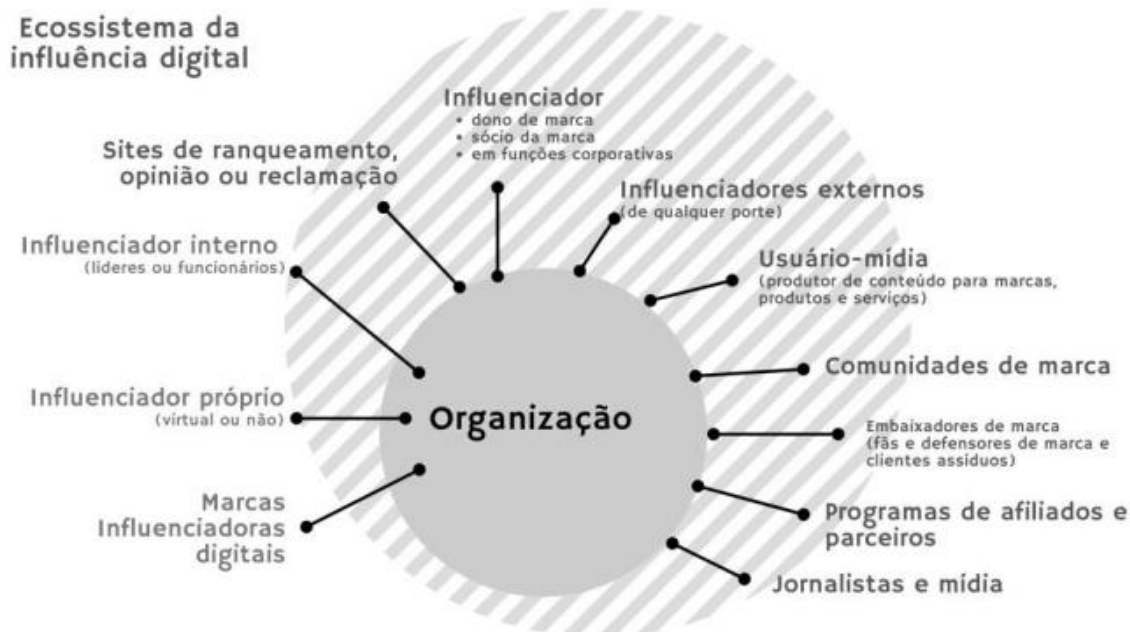 Ecossistema da
influência digital
Influenciador
• dono de marca
• sócio da marca
• em funções corporativas
Sites de ranqueamento,
opinião ou reclamação
Influenciadores externos
(de qualquer porte)
Influenciador interno
(líderes ou funcionários)
Usuário-mídia
(produtor de conteúdo para marcas,
produtos e serviços)
Comunidades de marca
Influenciador próprio
(virtual ou não)
Organização
Embaixadores de marca
(fãs e defensores de marca e
clientes assíduos)
Marcas
Influenciadoras
digitais
Programas de afiliados e
parceiros
Jornalistas e mídia